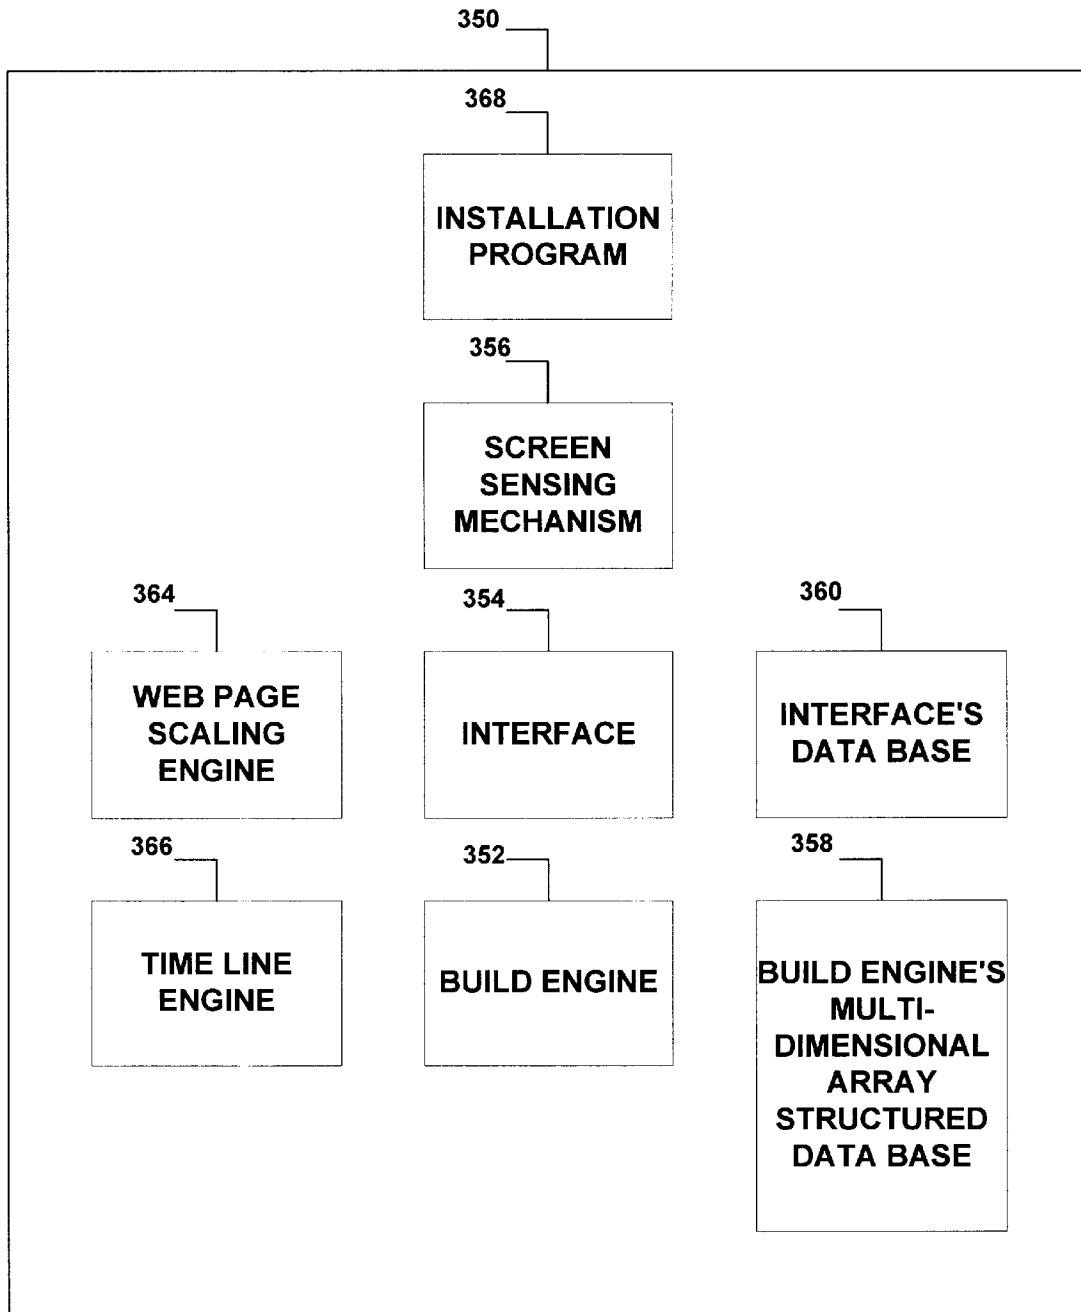 350
368
INSTALLATION
PROGRAM
356
SCREEN
SENSING
MECHANISM
364
WEB PAGE
SCALING
ENGINE
354
INTERFACE
360
INTERFACE'S
DATA BASE
366
TIME LINE
ENGINE
352
BUILD ENGINE
358
BUILD ENGINE'S
MULTI-
DIMENSIONAL
ARRAY
STRUCTURED
DATA BASE